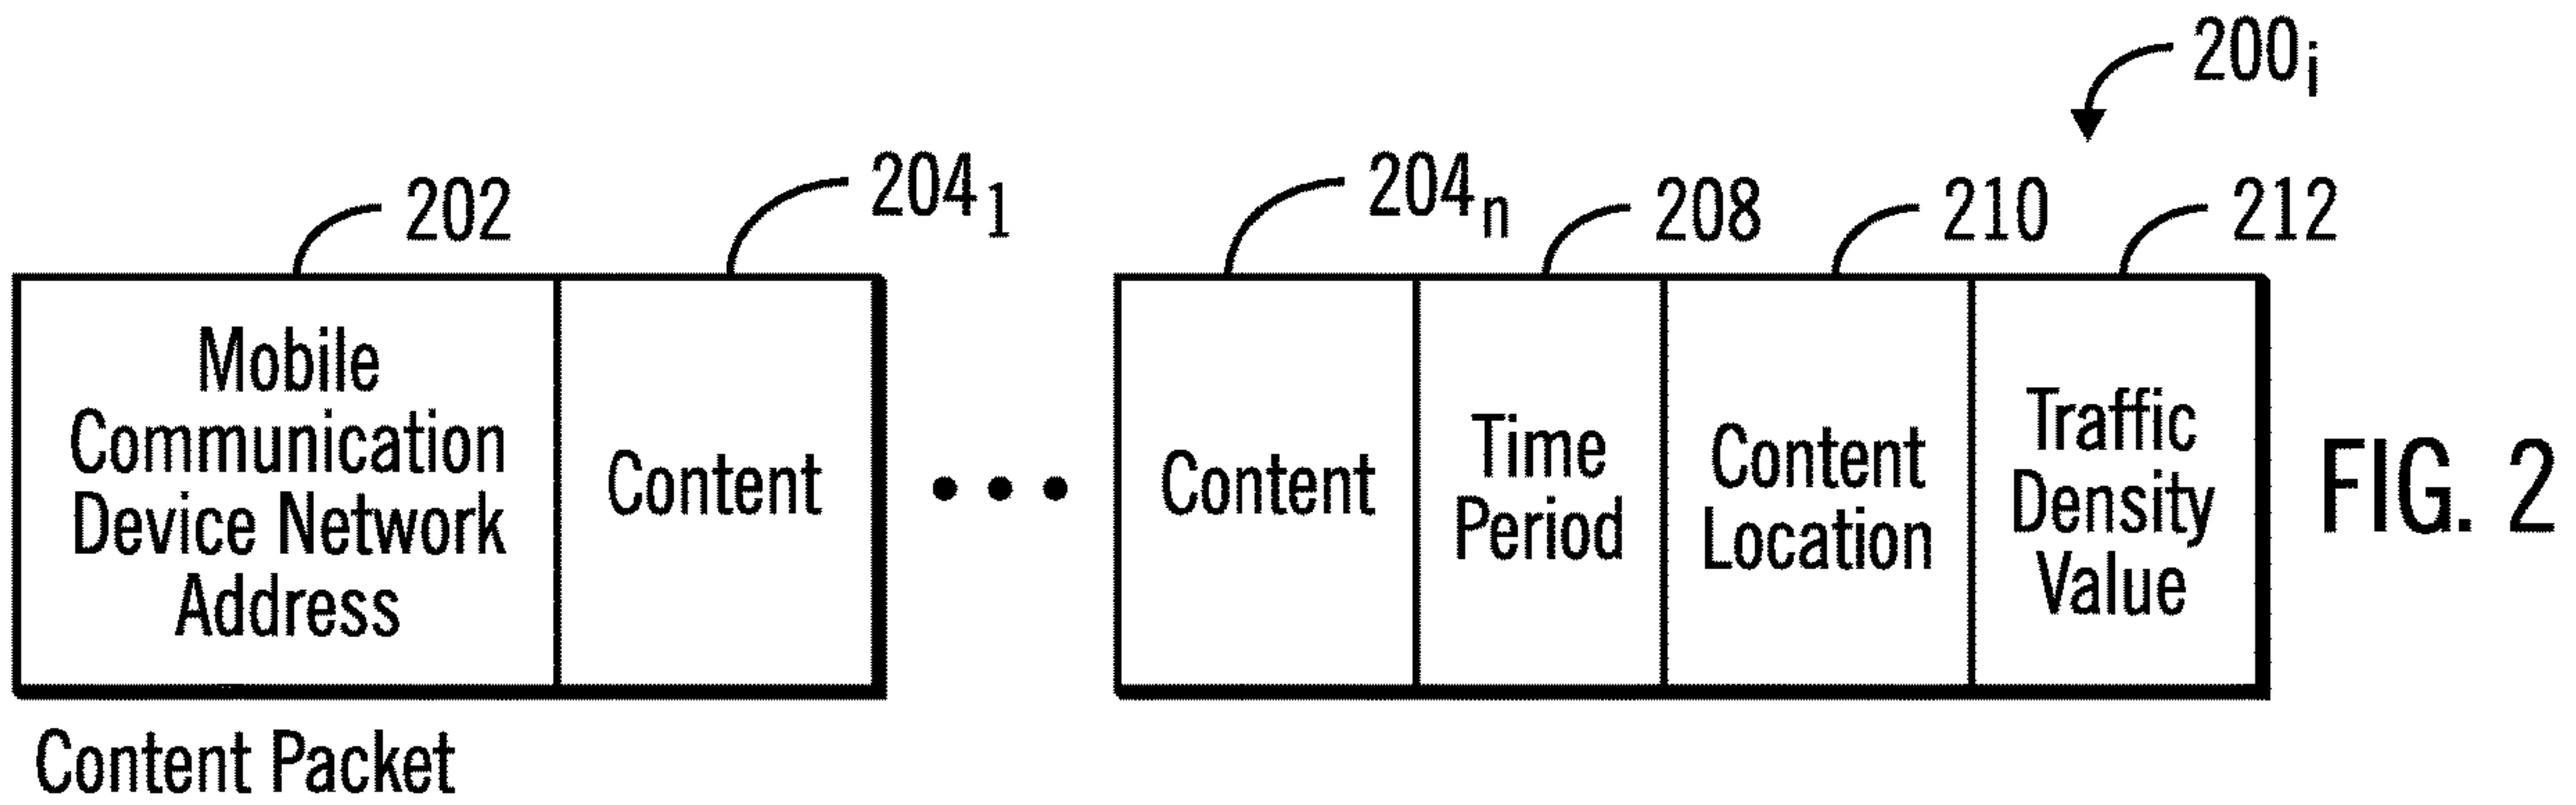 200i
202
2041
204n
208
210
212
Mobile
Communication
Device Network
Address
Content
Content
Time
Period
Content
Location
Traffic
Density
Value
FIG. 2
Content Packet